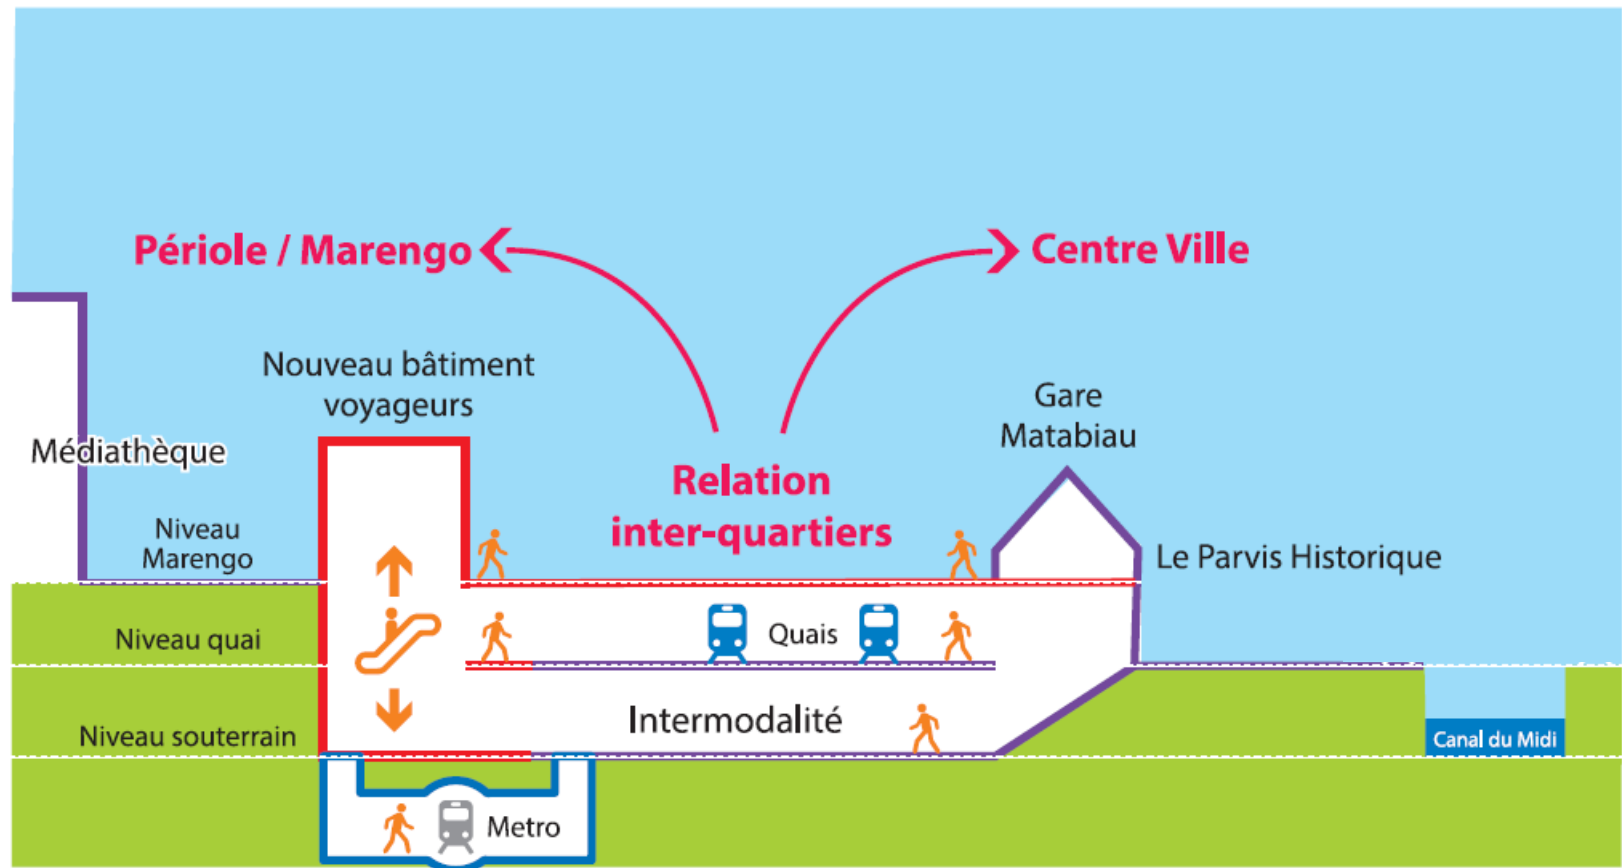 Périole / Marengo
Centre Ville
Nouveau bâtiment
voyageurs
Gare
Matabiau
Médiathèque
Relation
inter-quartiers
Niveau
Marengo
Le Parvis Historique
Niveau quai
Quais
Intermodalité
Niveau souterrain
Canal du Midi
Metro